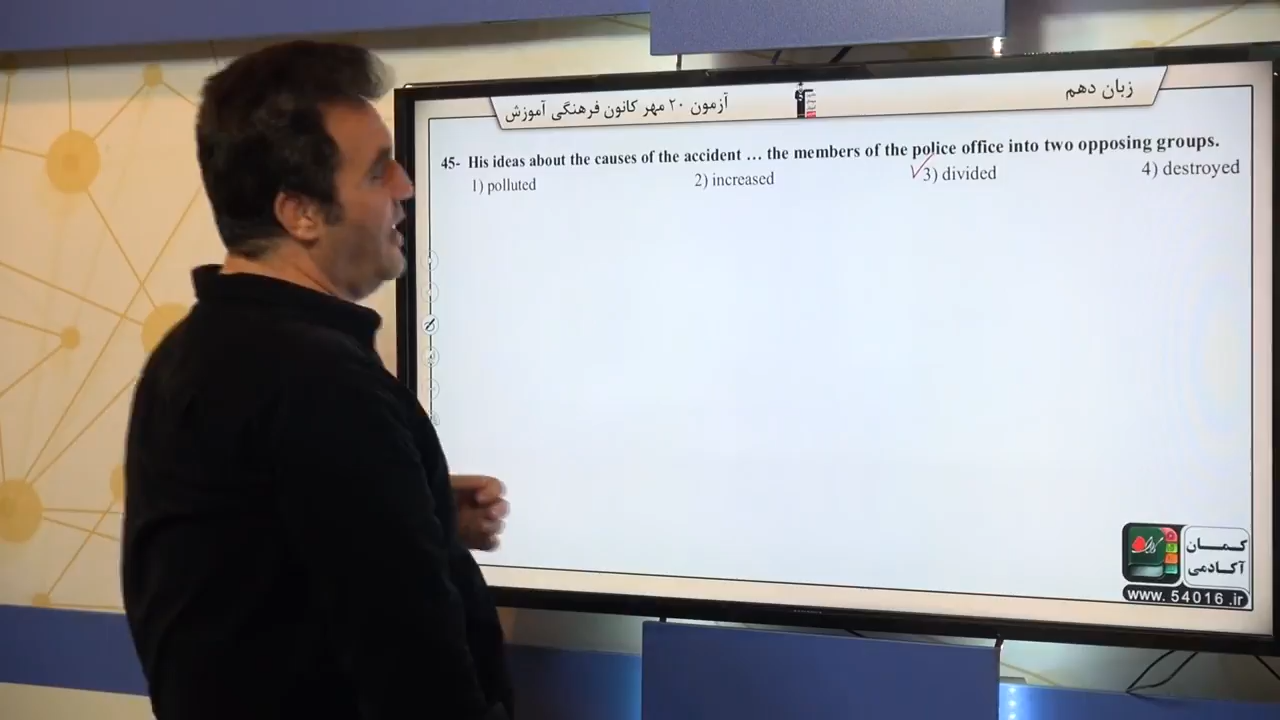 زبان دهم
آزمون ۲۰ مهر کانون فرهنگی آموزش
45- His ideas about the causes of the accident ... the members of the police office into two opposing groups.
1) polluted 2) increased 3) divided 4) destroyed
کمان
آکادمی
www. 54016 .ir